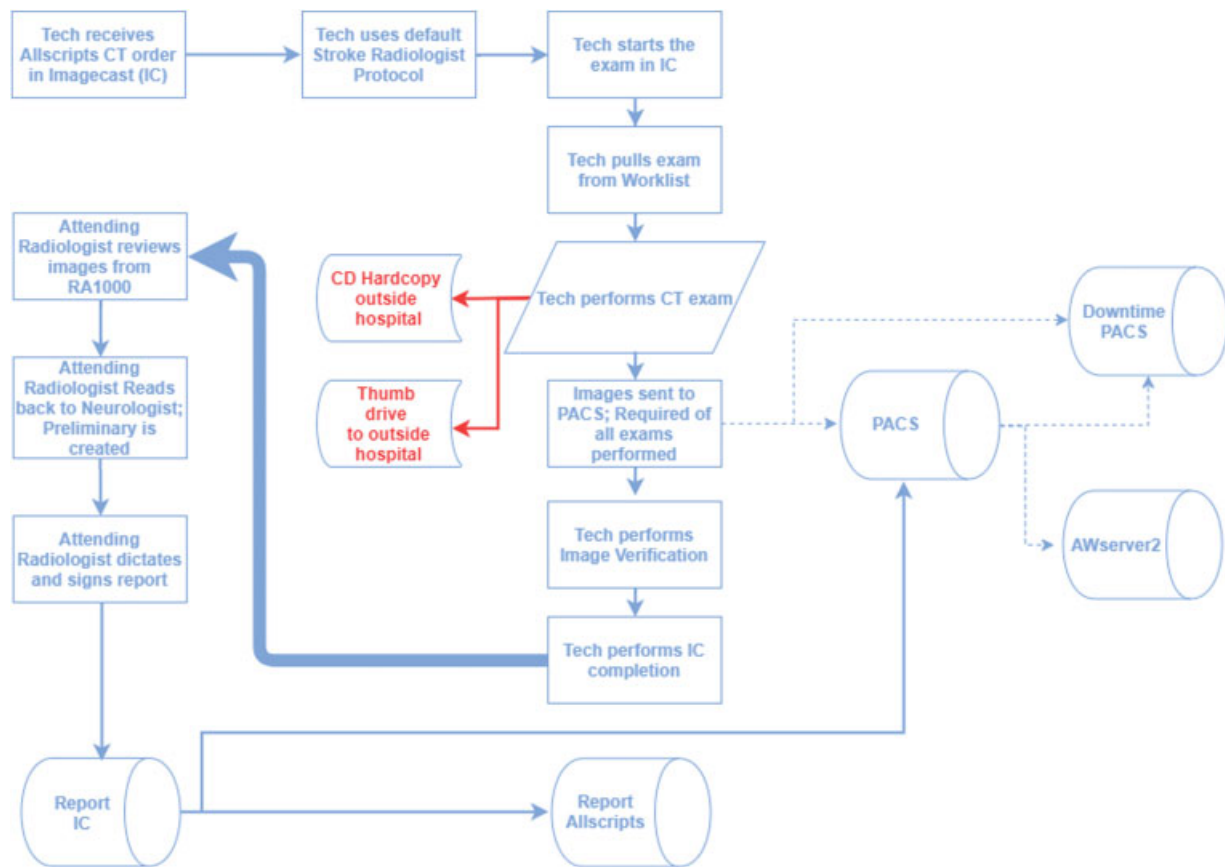 Tech receives
Allscripts CT order
in Imagecast (IC)
Tech uses default
Stroke Radiologist
Protocol
Tech starts the
exam in IC
Tech pulls exam
from Worklist
Attending
Radiologist reviews
images from
RA1000
CD Hardcopy
outside
hospital
Tech performs CT exam
Downtime
PACS
Attending
Radiologist Reads
back to Neurologist;
Preliminary is
created
Thumb
drive
to outside
hospital
Images sent to
PACS; Required of
all exams
performed
PACS
Attending
Radiologist dictates
and signs report
Tech performs
Image Verification
AWserver2
Tech performs IC
completion
Report
IC
Report
Allscripts